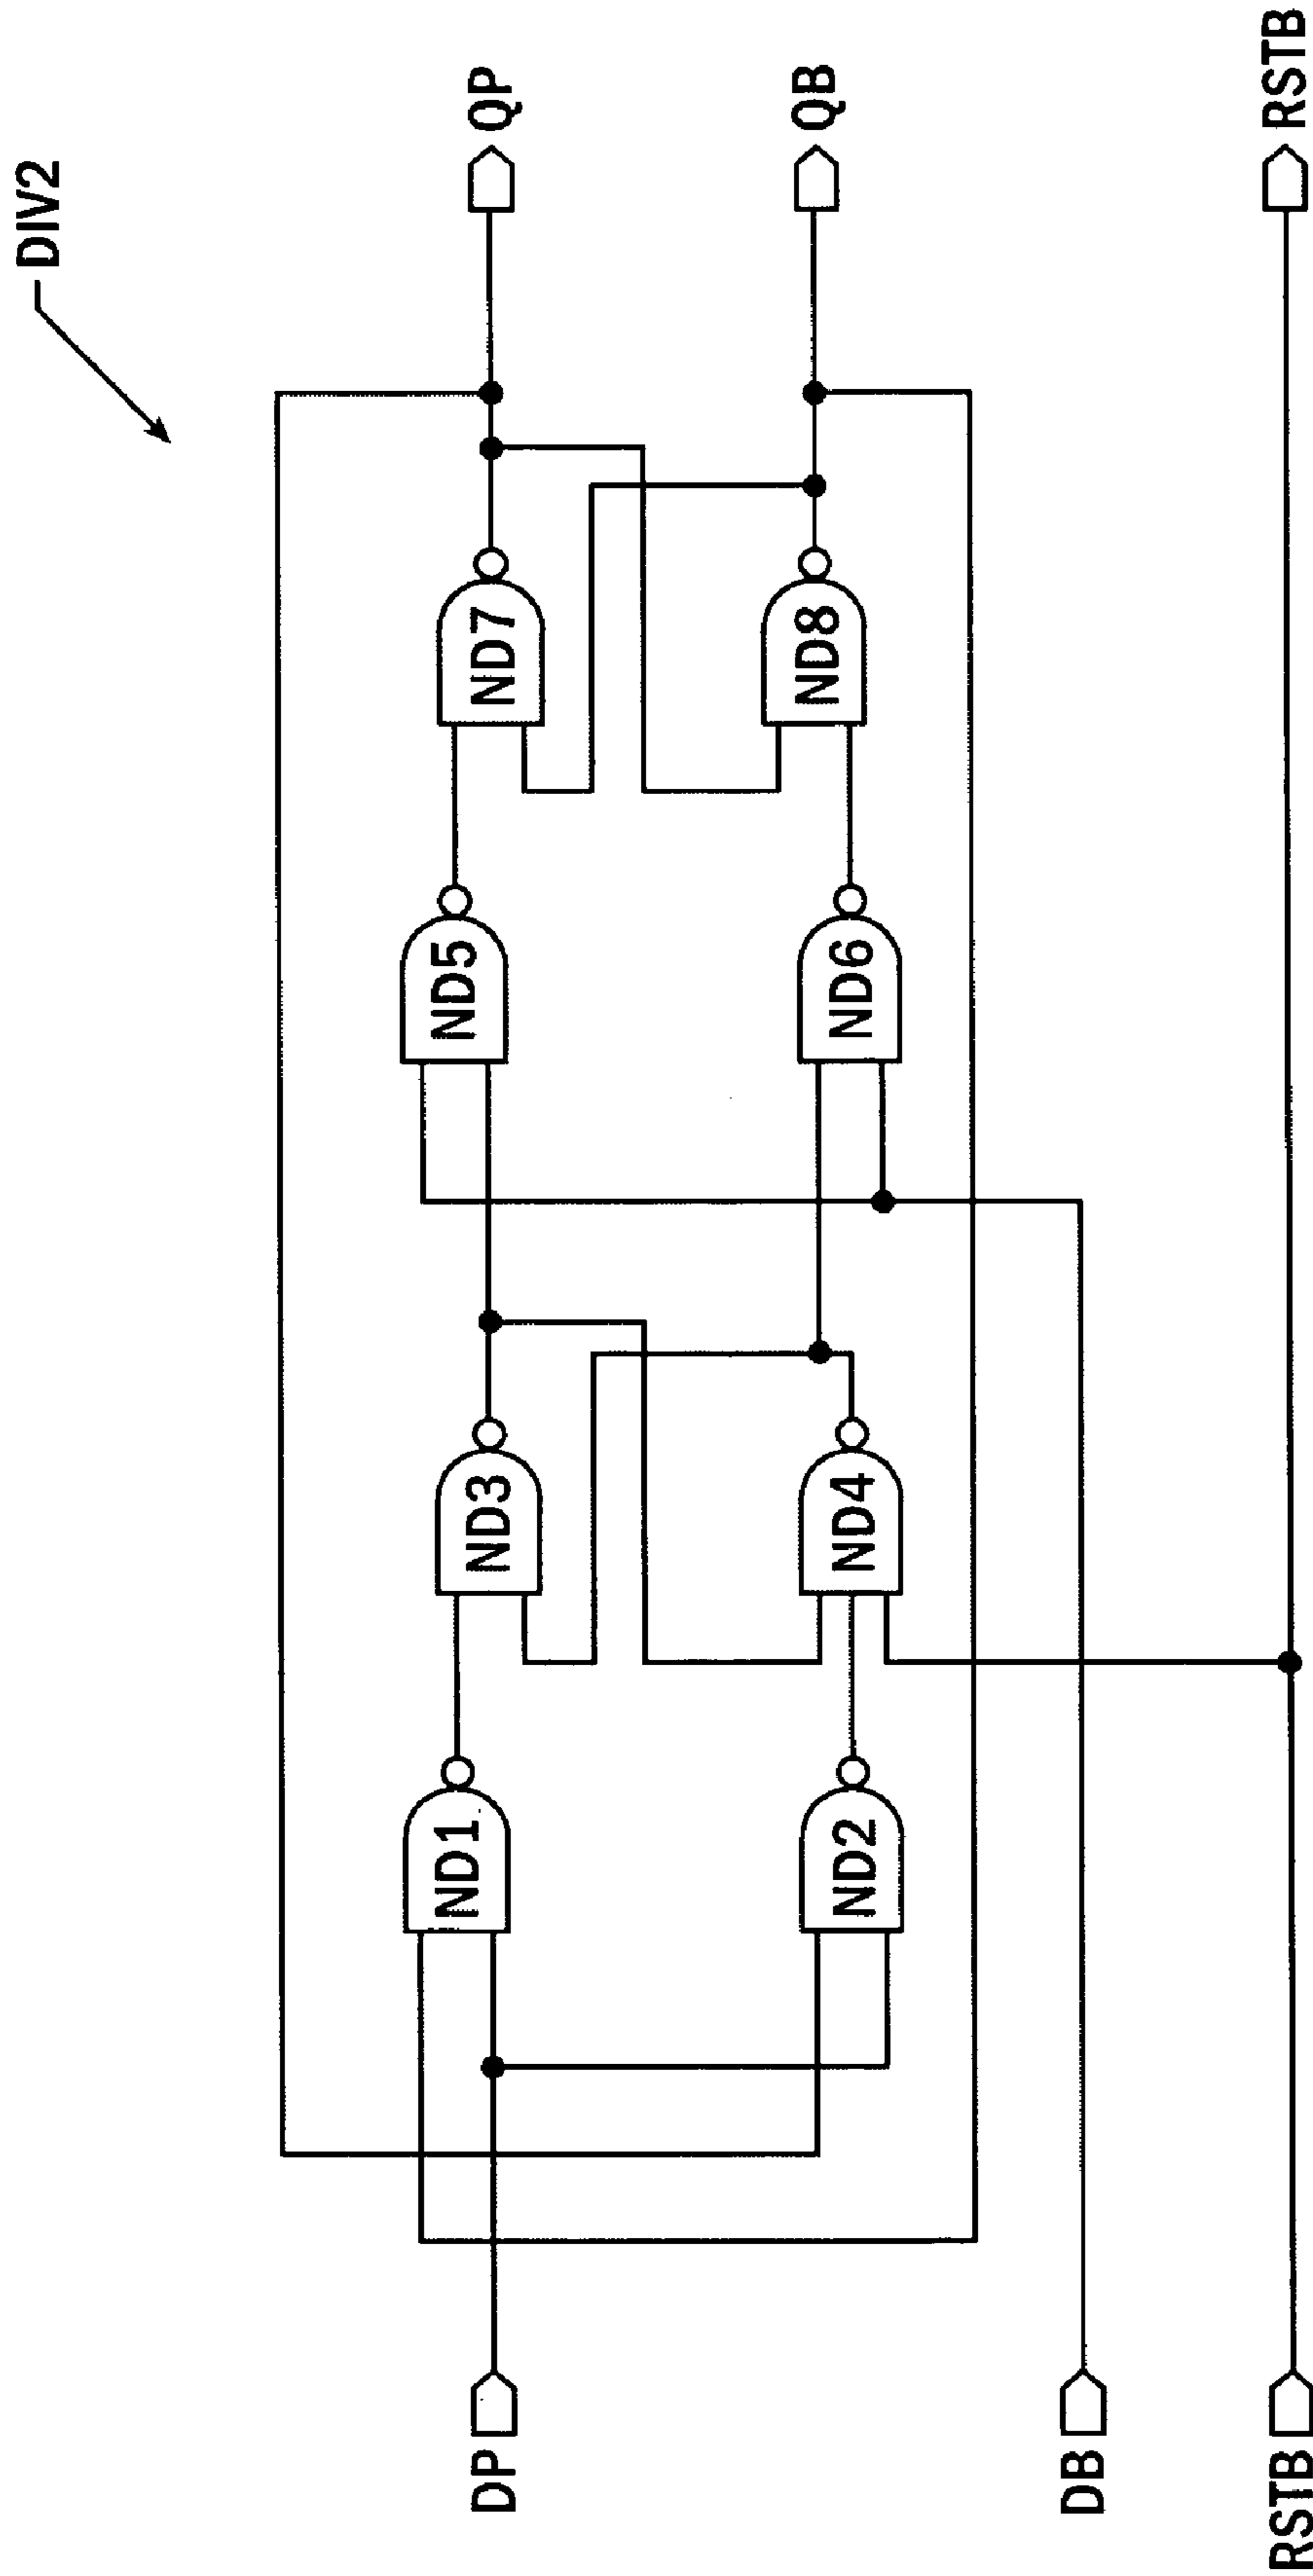 DIV2
DP
ND1
ND3
ND5
ND7
QP
ND2
ND4
ND6
ND8
QB
DB
RSTB
RSTB